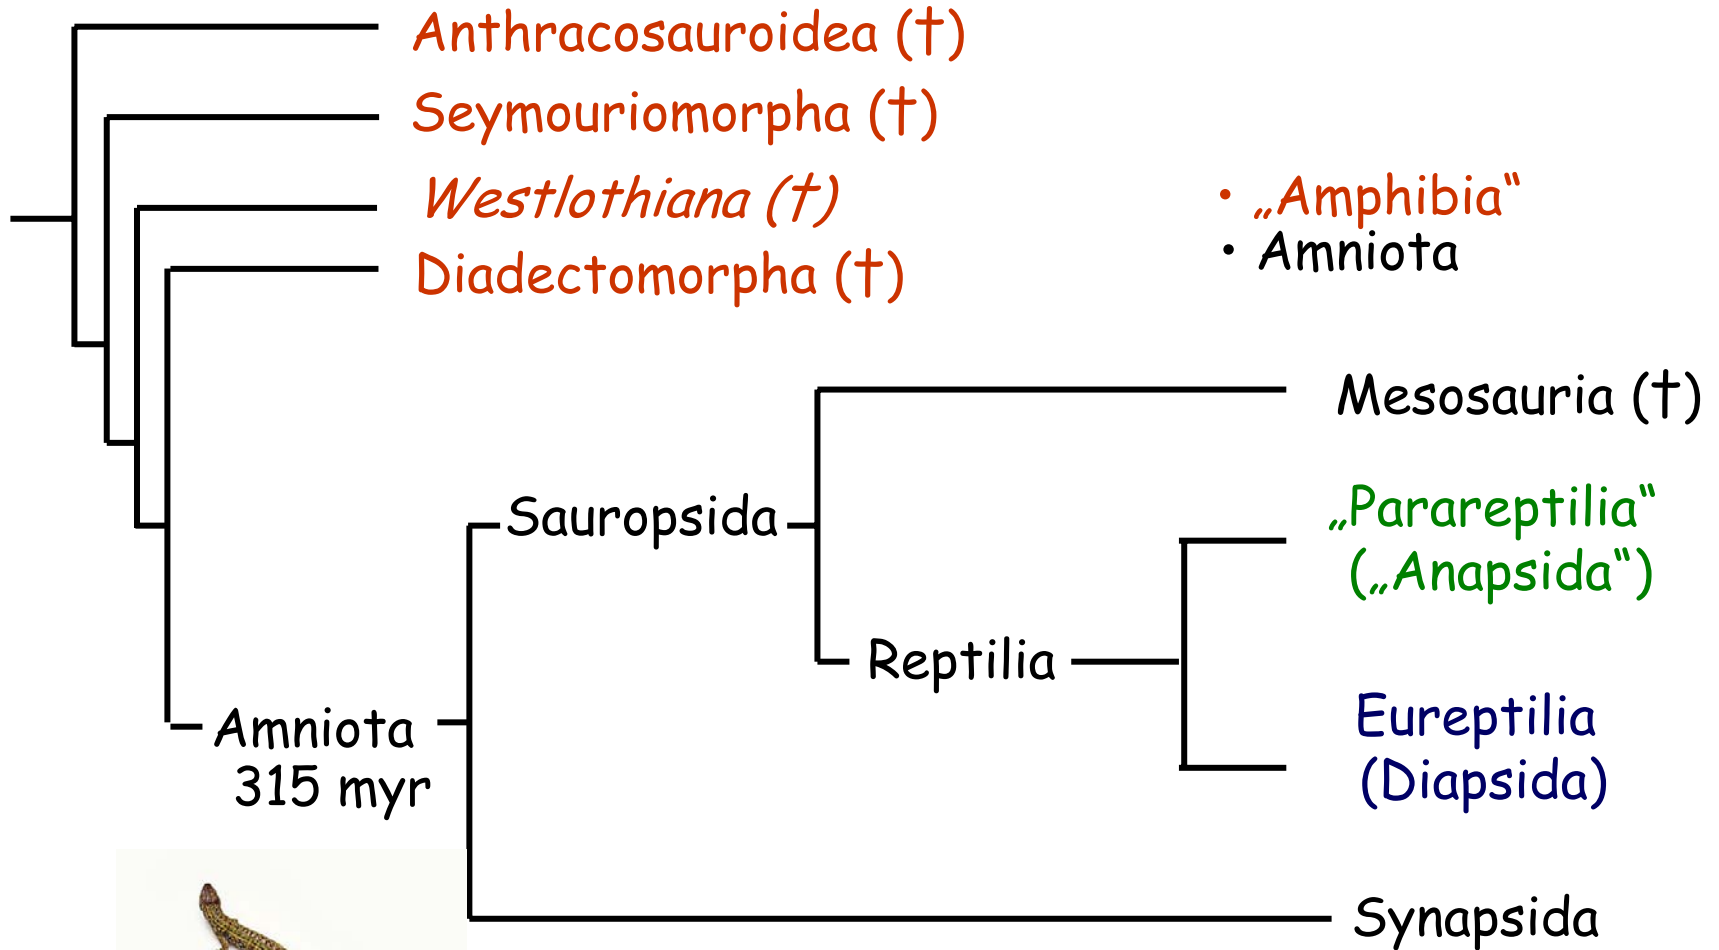 Anthracosauroidea (†)
Seymouriomorpha (†)
Westlothiana (†)
Diadectomorpha (†)
• „Amphibia“
• Amniota
Mesosauria (†)
Sauropsida
„Parareptilia“
(„Anapsida“)
Reptilia
Eureptilia
(Diapsida)
Amniota
315 myr
Synapsida